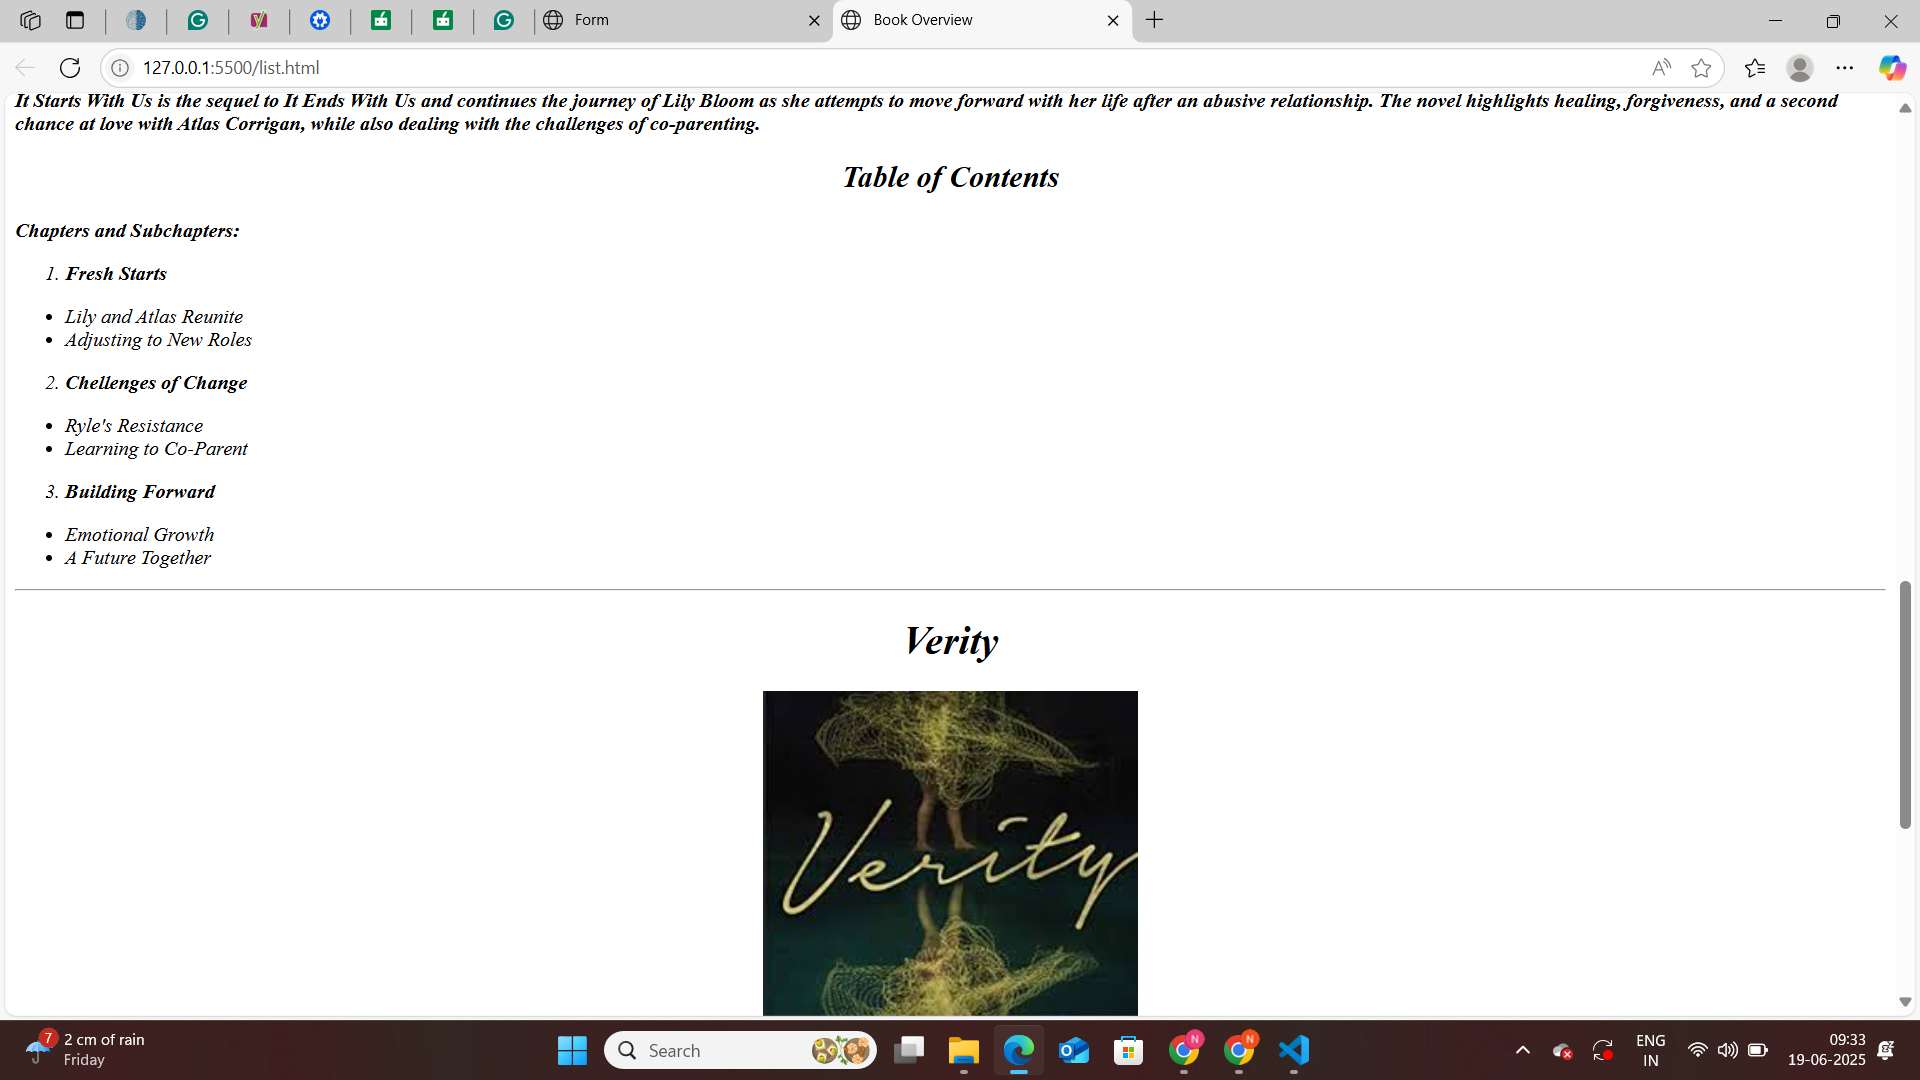 Form
Book Overview
127.0.0.1:5500/list.html
It Starts With Us is the sequel to It Ends With Us and continues the journey of Lily Bloom as she attempts to move forward with her life after an abusive relationship. The novel highlights healing, forgiveness, and a second
chance at love with Atlas Corrigan, while also dealing with the challenges of co-parenting.
Table of Contents
Chapters and Subchapters:
1. Fresh Starts
• Lily and Atlas Reunite
• Adjusting to New Roles
2. Chellenges of Change
• Ryle's Resistance
• Learning to Co-Parent
3. Building Forward
• Emotional Growth
• A Future Together
Verity
Verity
7
2 cm of rain
Friday
Search
N
N
ENG
IN
09:33
19-06-2025